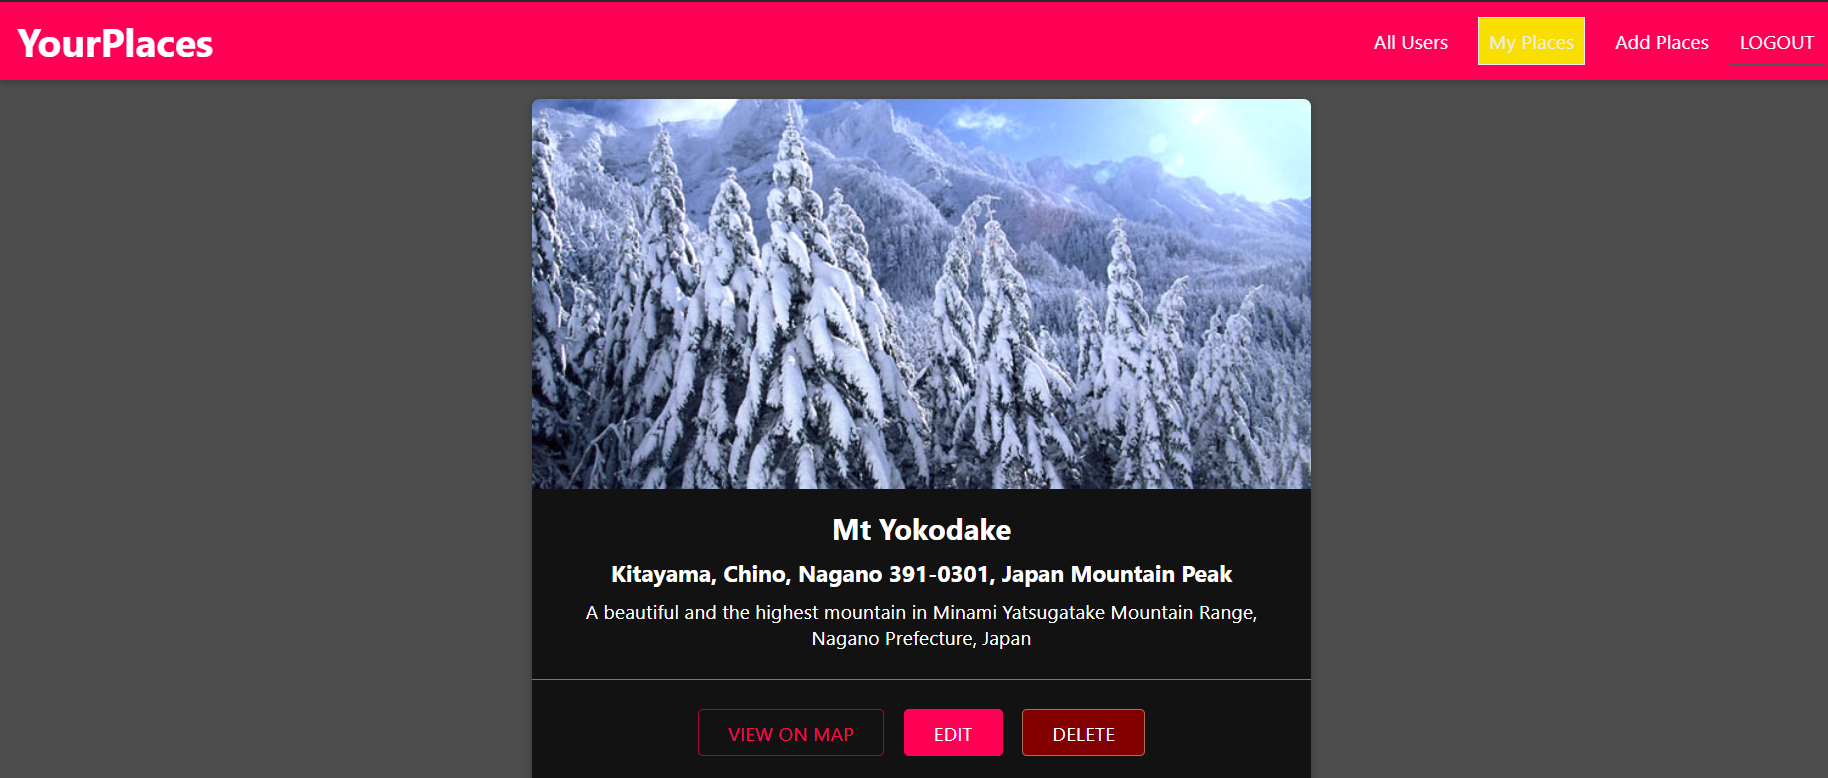 YourPlaces
All Users
My Places
Add Places
LOGOUT
Mt Yokodake
Kitayama, Chino, Nagano 391-0301, Japan Mountain Peak
A beautiful and the highest mountain in Minami Yatsugatake Mountain Range,
Nagano Prefecture, Japan
VIEW ON MAP
EDIT
DELETE